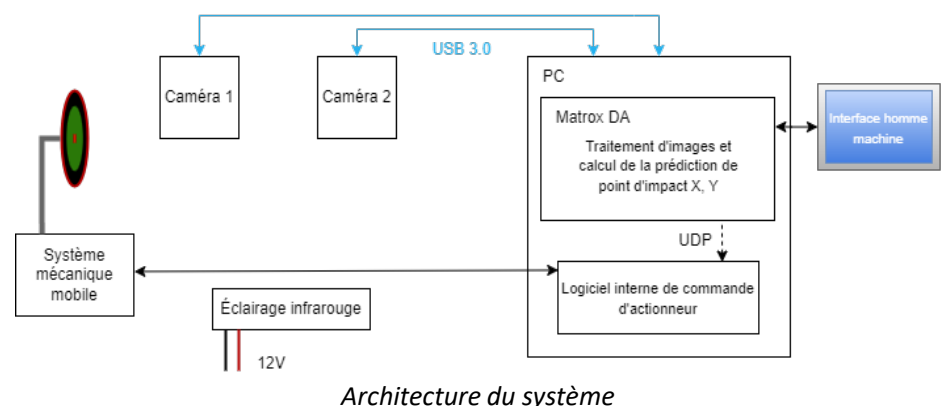 USB 3.0
Caméra 1
Caméra 2
PC
Matrox DA
Traitement d'images et
calcul de la prédiction de
point d'impact X, Y
Interface homme
machine
UDP
Système
mécanique
mobile
Logiciel interne de commande
d'actionneur
Éclairage infrarouge
12V
Architecture du système